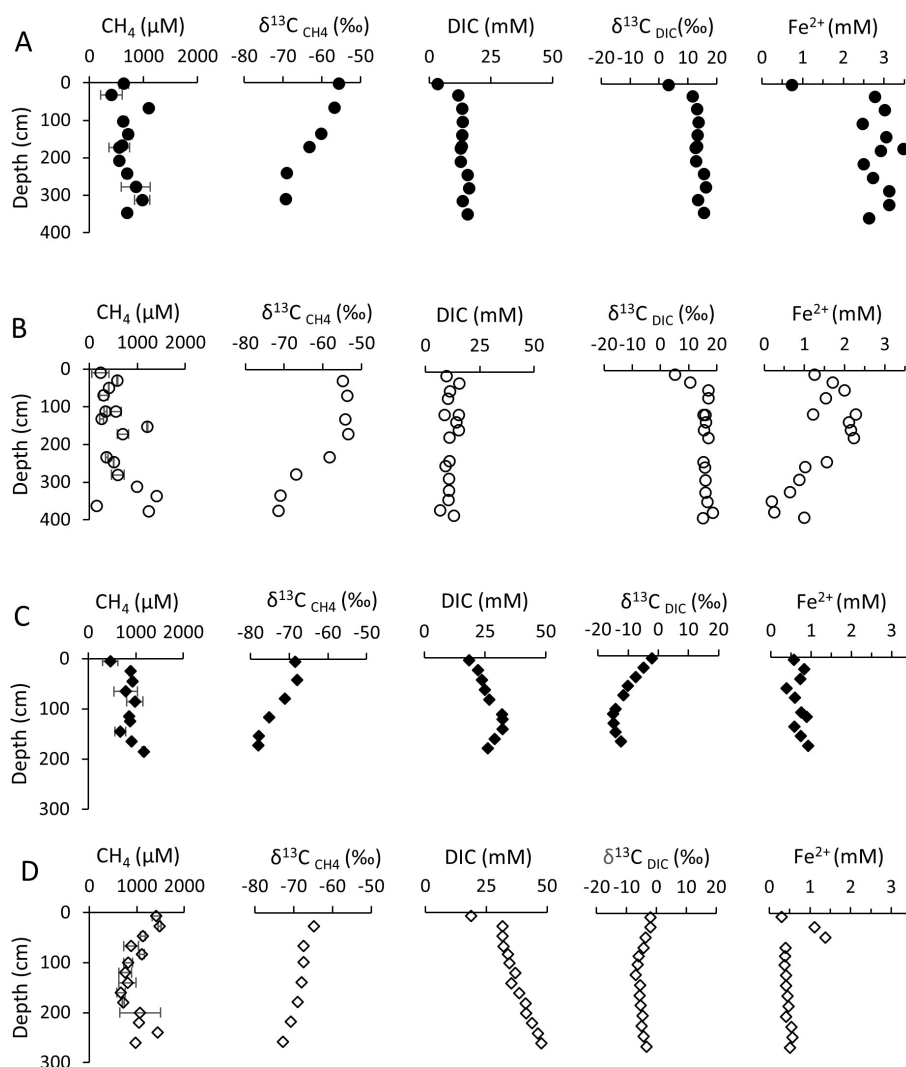 A
CH4 (μM) δ13C CH4 (‰) DIC (mM) δ13C DIC(‰) Fe2+ (mM)
0 1000 2000 -80 -70 -60 -50 0 25 50 -20 -10 0 10 20 0 1 2 3
Depth (cm)
0
100
200
300
400
B
CH4 (μM) δ13C CH4 (‰) DIC (mM) δ13C DIC (‰) Fe2+ (mM)
0 1000 2000 -80 -70 -60 -50 0 25 50 -20 -10 0 10 20 0 1 2 3
Depth (cm)
0
100
200
300
400
C
CH4 (μM) δ13C CH4 (‰) DIC (mM) δ13C DIC (‰) Fe2+ (mM)
0 1000 2000 -80 -70 -60 -50 0 25 50 -20 -10 0 10 20 0 1 2 3
Depth (cm)
0
100
200
300
D
CH4 (μM) δ13C CH4 (‰) DIC (mM) δ13C DIC (‰) Fe2+ (mM)
0 1000 2000 -80 -70 -60 -50 0 25 50 -20 -10 0 10 20 0 1 2 3
Depth (cm)
0
100
200
300